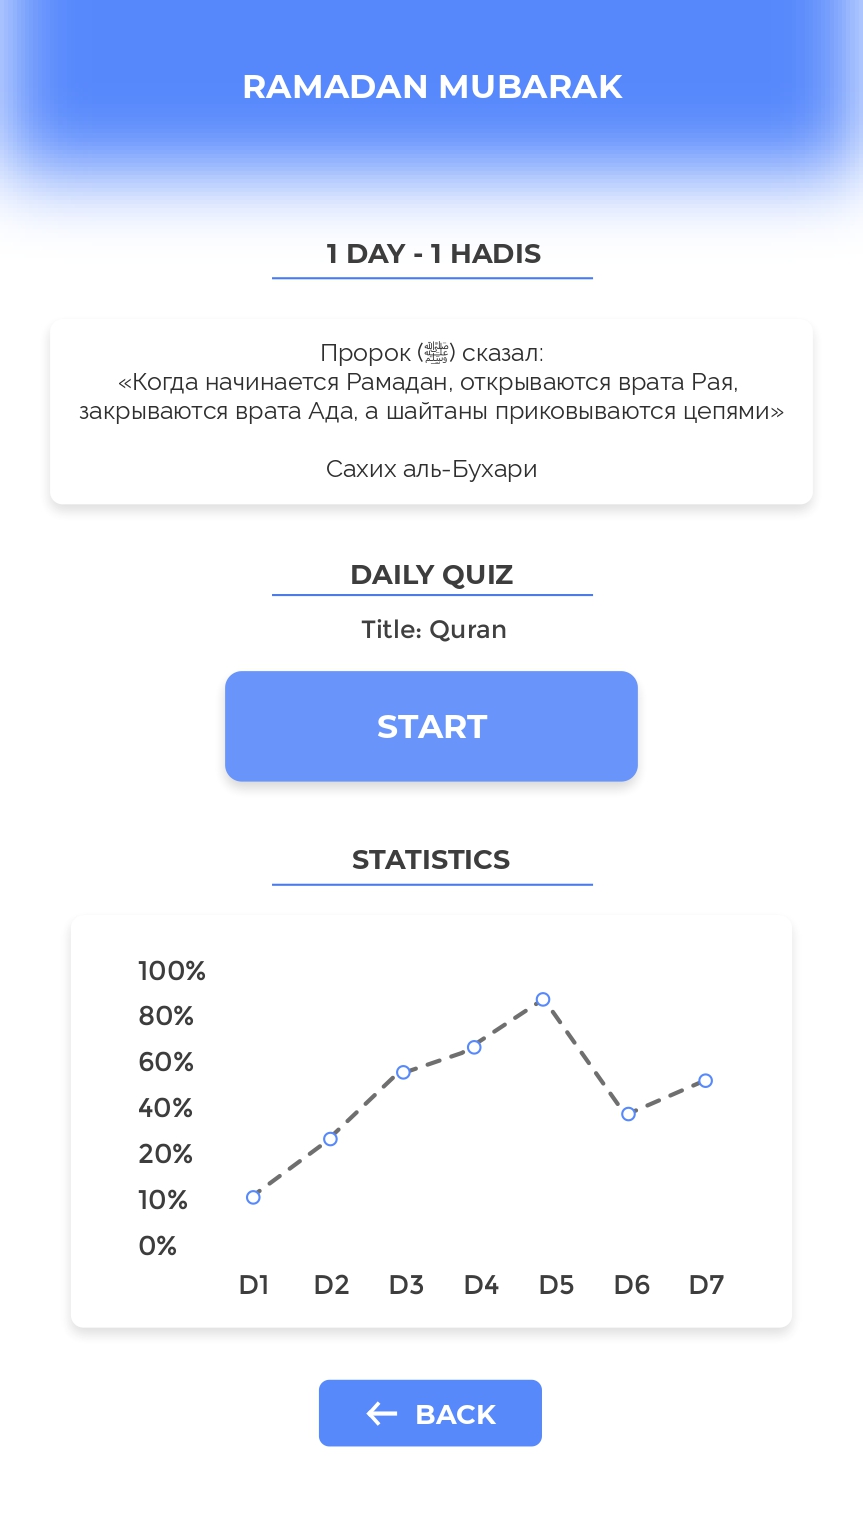 RAMADAN MUBARAK
1 DAY - 1 HADIS
Пророк (ﷺ) сказал:
«Когда начинается Рамадан, открываются врата Рая,
закрываются врата Ада, а шайтаны приковываются цепями»
Сахих аль-Бухари
DAILY QUIZ
Title: Quran
START
STATISTICS
100%
80%
60%
40%
20%
10%
0%
D1 D2 D3 D4 D5 D6 D7
← BACK